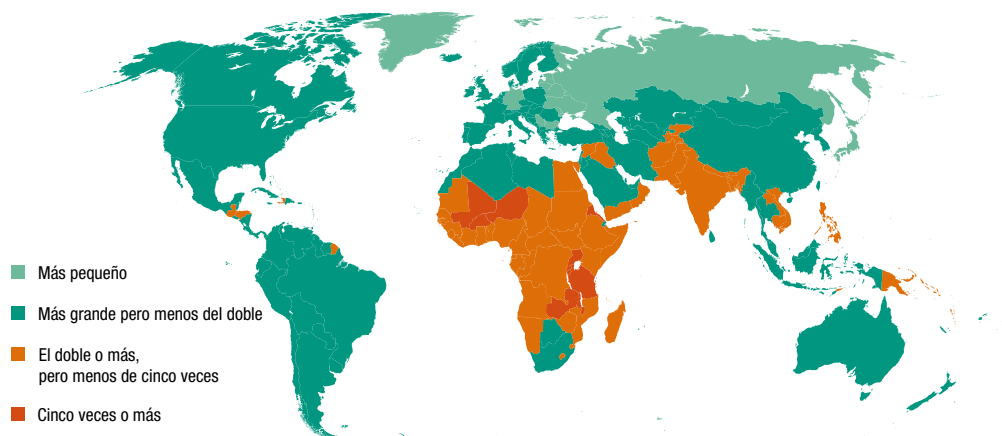 Más pequeño
Más grande pero menos del doble
El doble o más,
pero menos de cinco veces
Cinco veces o más